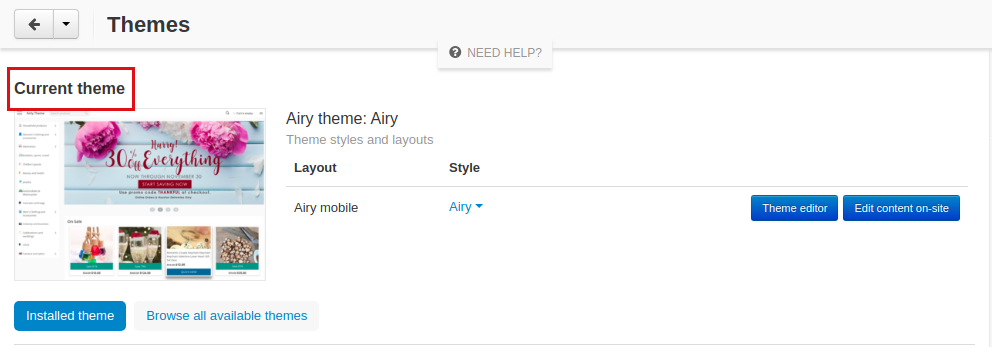 Themes
NEED HELP?
Current theme
Airy theme: Airy
Theme styles and layouts
Layout Style
Airy mobile Airy Theme editor Edit content on-site
Hurry!
30% Off Everything
NOW THROUGH NOVEMBER 30
START SAVING NOW
Use promo code THANKFUL at checkout
On Sale
Installed theme Browse all available themes